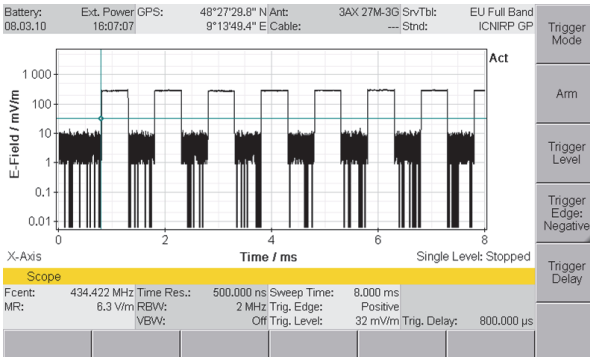 Battery: Ext. Power GPS: 48°27'29.8" N Ant: 3AX 27M-3G SrvTbl: EU Full Band
08.03.10 16:07:07 9°13'49.4" E Cable: --- Stnd: ICNIRP GP
Trigger Mode
Arm
Trigger Level
Trigger Edge: Negative
Trigger Delay
Act
E-Field / mV/m
1 000
100
10
1
0.1
0.01
0 2 4 6 8
X-Axis Time / ms Single Level: Stopped
Scope
Fcent: 434.422 MHz Time Res.: 500.000 ns Sweep Time: 8.000 ms
MR: 6.3 V/m RBW: 2 MHz Trig. Edge: Positive
VBW: Off Trig. Level: 32 mV/m Trig. Delay: 800.000 µs